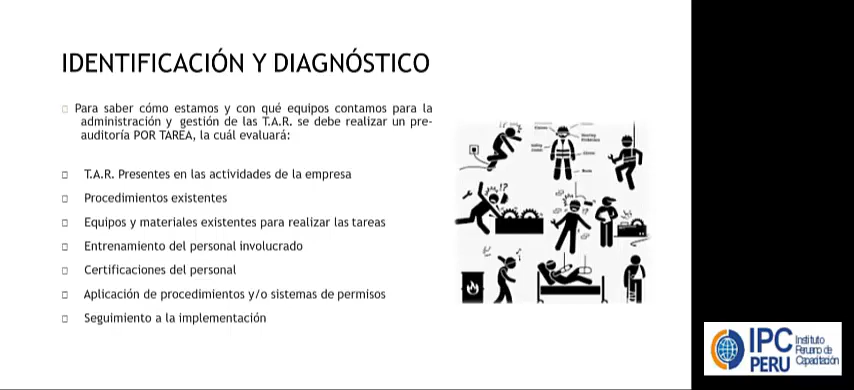 IDENTIFICACIÓN Y DIAGNÓSTICO
Para saber cómo estamos y con qué equipos contamos para la
administración y gestión de las T.A.R. se debe realizar un pre-
auditoría POR TAREA, la cuál evaluará:
T.A.R. Presentes en las actividades de la empresa
Procedimientos existentes
Equipos y materiales existentes para realizar las tareas
Entrenamiento del personal involucrado
Certificaciones del personal
Aplicación de procedimientos y/o sistemas de permisos
Seguimiento a la implementación
IPC
PERU
Instituto
Peruano de
Capacitación